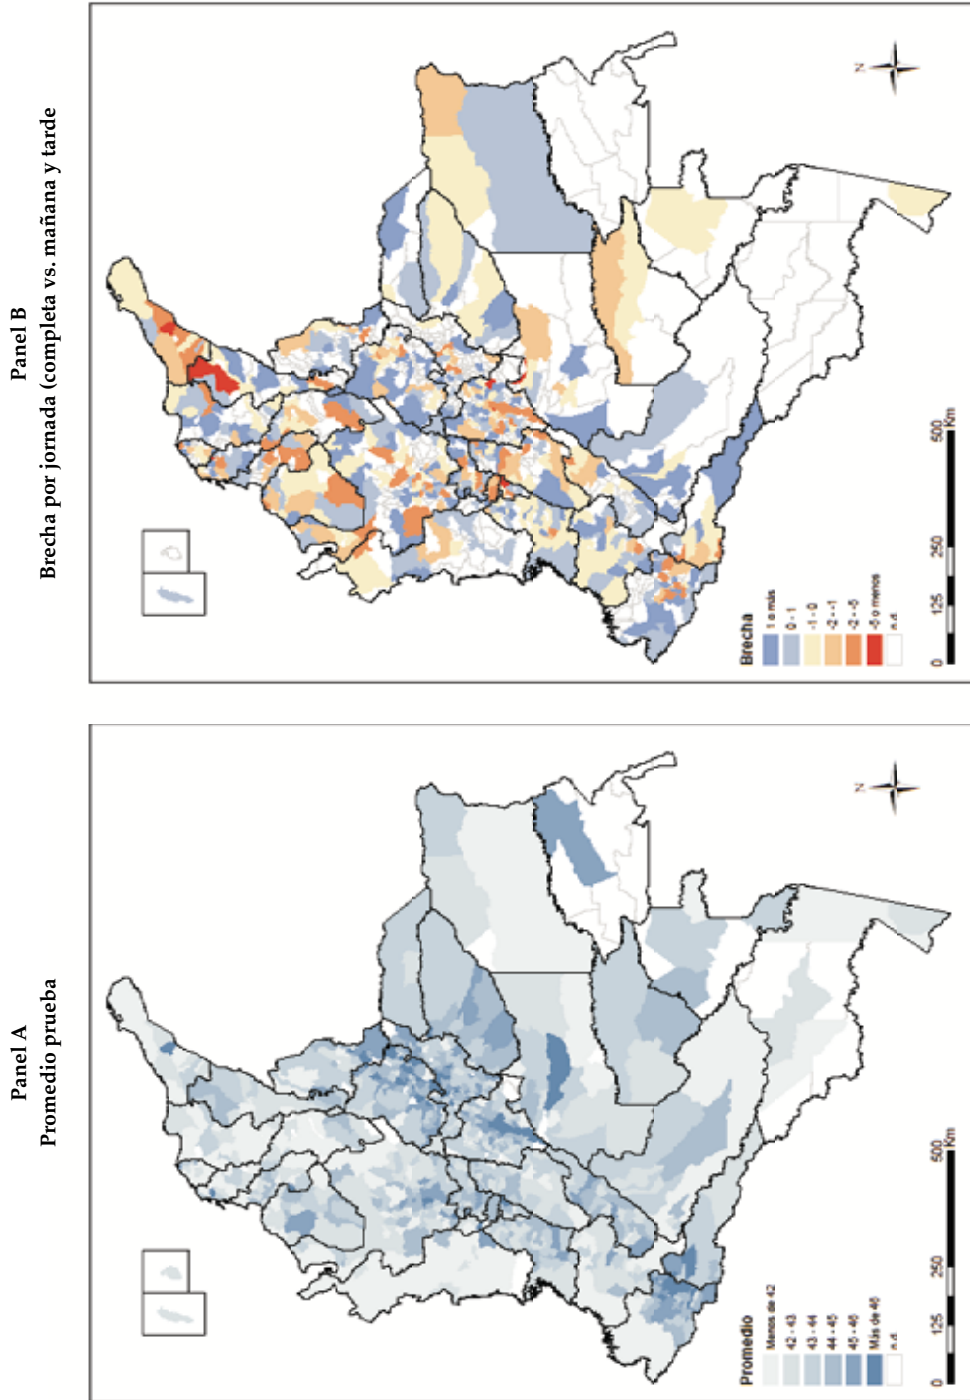 Panel A
Promedio prueba
N
Promedio
Menos de 42
42 - 43
43 - 44
44 - 45
45 - 46
Más de 46
n.d.
0 125 250 500
Km
Panel B
Brecha por jornada (completa vs. mañana y tarde
N
Brecha
1 o más
0 - 1
-1 - 0
-2 - -1
-2 - -5
-5 o menos
n.d.
0 125 250 500
Km